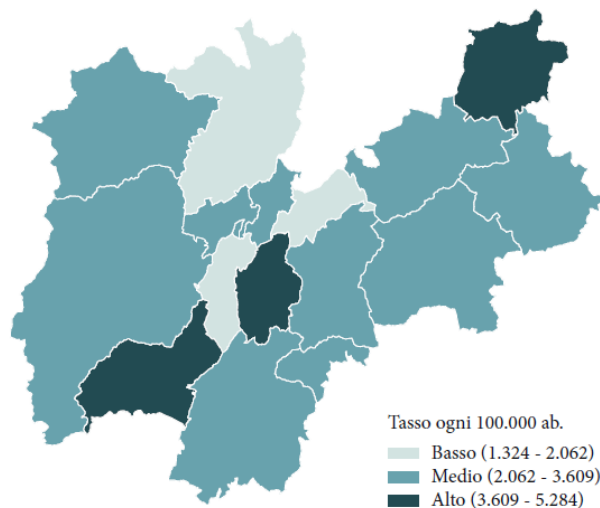 Tasso ogni 100.000 ab.
Basso (1.324 - 2.062)
Medio (2.062 - 3.609)
Alto (3.609 - 5.284)